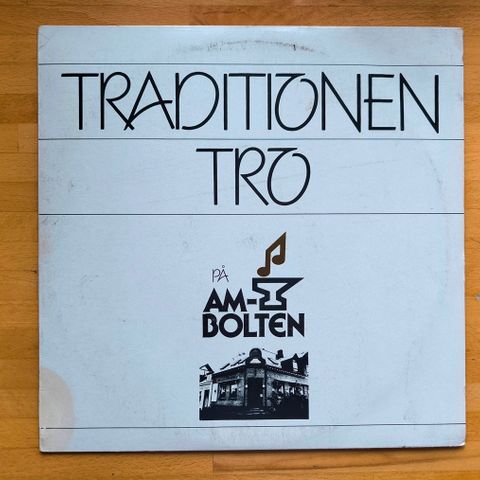 TRADITIONEN
TRO
PÅ
AM-
BOLTEN